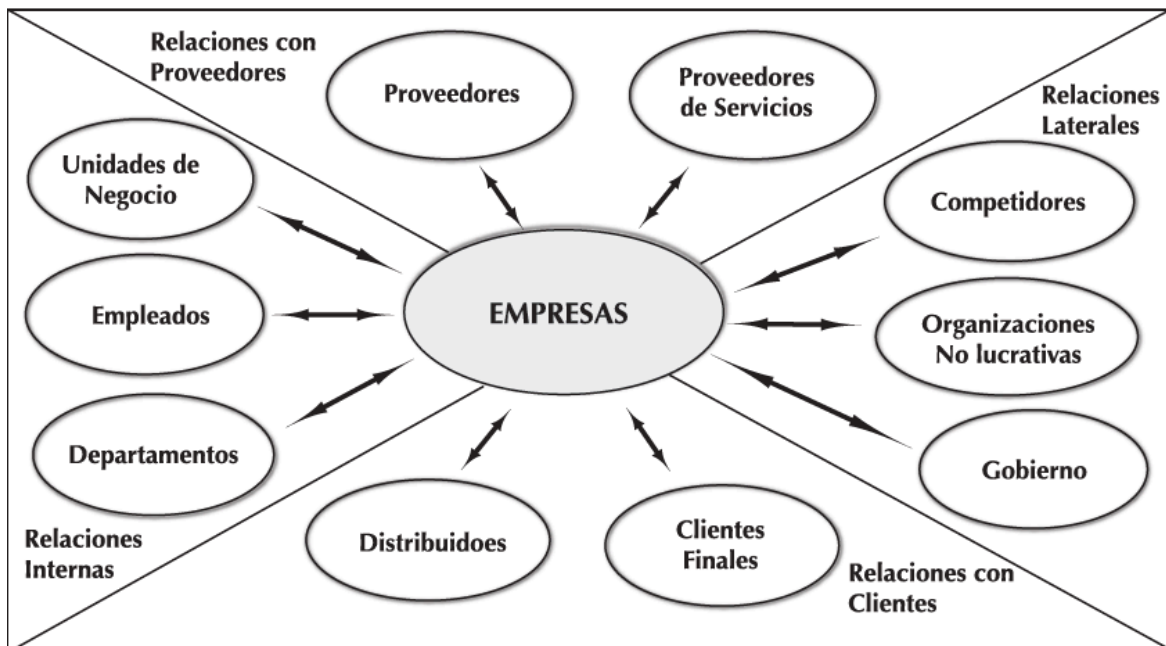 Relaciones con
Proveedores
Proveedores
Proveedores
de Servicios
Relaciones
Laterales
Unidades de
Negocio
Competidores
Empleados
EMPRESAS
Organizaciones
No lucrativas
Departamentos
Gobierno
Relaciones
Internas
Distribuidoes
Clientes
Finales
Relaciones con
Clientes